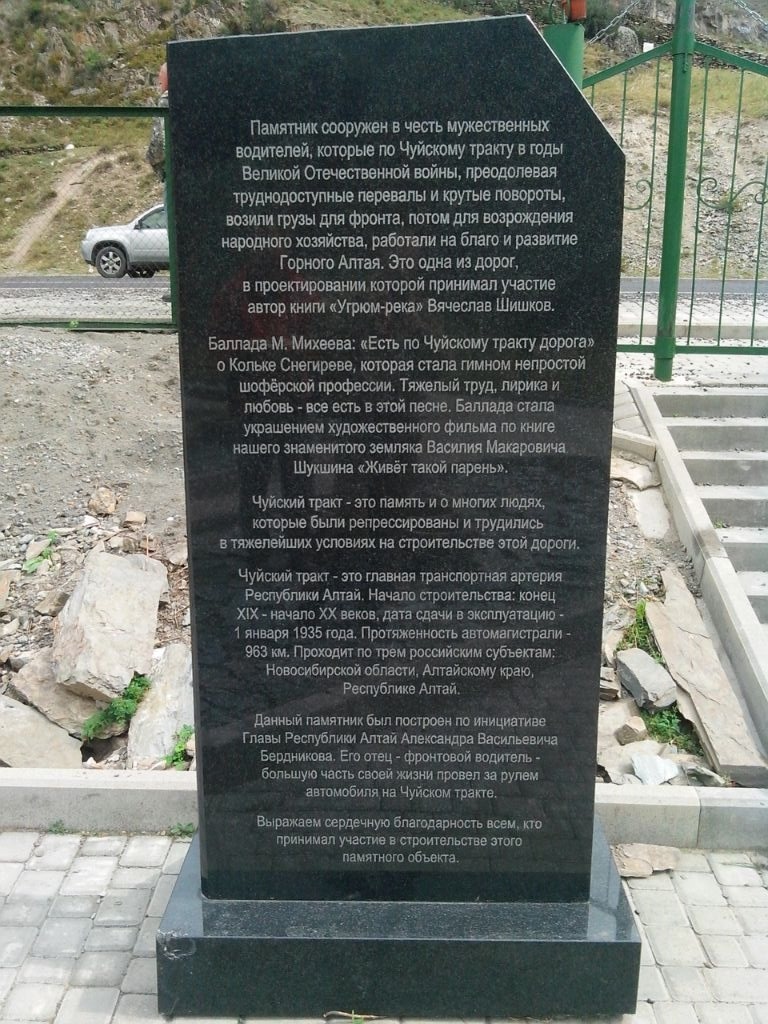 Памятник сооружен в честь мужественных
водителей, которые по Чуйскому тракту в годы
Великой Отечественной войны, преодолевая
труднодоступные перевалы и крутые повороты,
возили грузы для фронта, потом для возрождения
народного хозяйства, работали на благо и развитие
Горного Алтая. Это одна из дорог,
в проектировании которой принимал участие
автор книги «Угрюм-река» Вячеслав Шишков.
Баллада М. Михеева: «Есть по Чуйскому тракту дорога»
о Кольке Снегиреве, которая стала гимном непростой
шофёрской профессии. Тяжелый труд, лирика и
любовь - все есть в этой песне. Баллада стала
украшением художественного фильма по книге
нашего знаменитого земляка Василия Макаровича
Шукшина «Живёт такой парень».
Чуйский тракт - это память и о многих людях,
которые были репрессированы и трудились
в тяжелейших условиях на строительстве этой дороги.
Чуйский тракт - это главная транспортная артерия
Республики Алтай. Начало строительства: конец
XIX - начало XX веков, дата сдачи в эксплуатацию -
1 января 1935 года. Протяженность автомагистрали -
963 км. Проходит по трем российским субъектам:
Новосибирской области, Алтайскому краю,
Республике Алтай.
Данный памятник был построен по инициативе
Главы Республики Алтай Александра Васильевича
Бердникова. Его отец - фронтовой водитель -
большую часть своей жизни провел за рулем
автомобиля на Чуйском тракте.
Выражаем сердечную благодарность всем, кто
принимал участие в строительстве этого
памятного объекта.